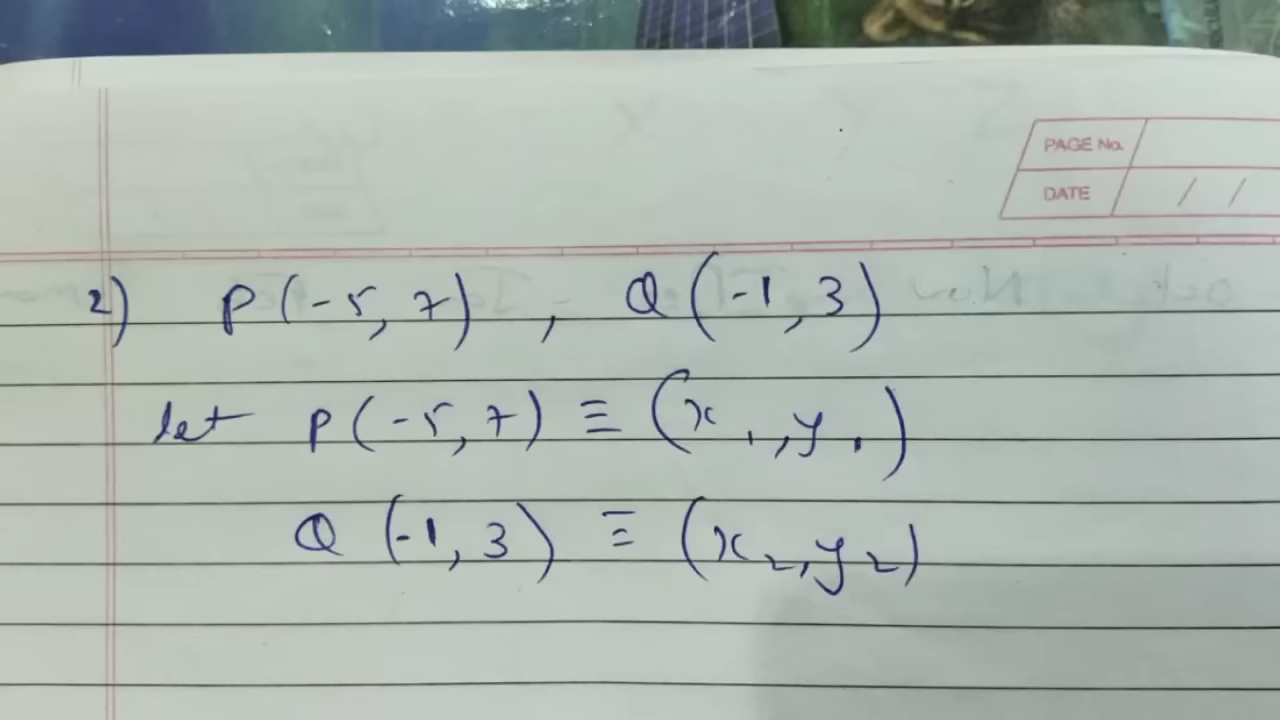 PAGE No.
DATE / /
2) P(-5, 7) , Q(-1, 3)
let P(-5, 7) ≡ (x₁, y₁)
Q(-1, 3) ≡ (x₂, y₂)